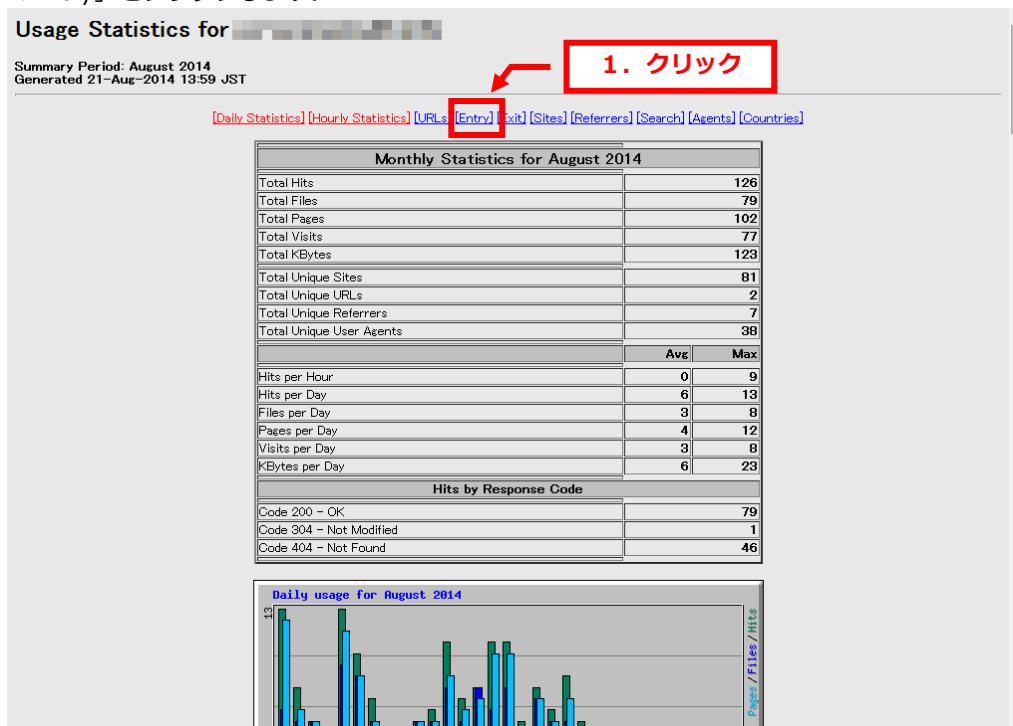 Usage Statistics for
Summary Period: August 2014
Generated 21-Aug-2014 13:59 JST
1. クリック
[Daily Statistics] [Hourly Statistics] [URLs] [Entry] [Exit] [Sites] [Referrers] [Search] [Agents] [Countries]
Monthly Statistics for August 2014
Total Hits 126
Total Files 79
Total Pages 102
Total Visits 77
Total KBytes 123
Total Unique Sites 81
Total Unique URLs 2
Total Unique Referrers 7
Total Unique User Agents 38
Avg Max
Hits per Hour 0 9
Hits per Day 6 13
Files per Day 3 8
Pages per Day 4 12
Visits per Day 3 8
KBytes per Day 6 23
Hits by Response Code
Code 200 - OK 79
Code 304 - Not Modified 1
Code 404 - Not Found 46
Daily usage for August 2014
13
Pages / Files / Hits